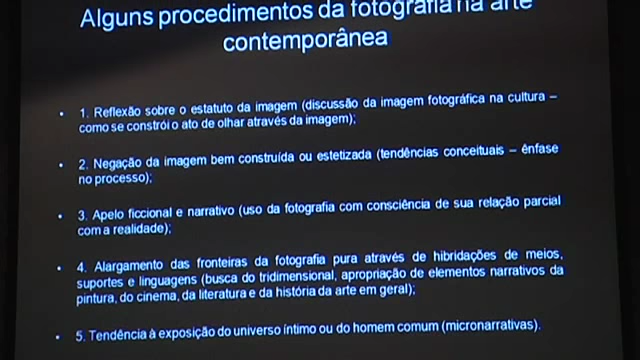 Alguns procedimentos da fotografia na arte
contemporânea
• 1. Reflexão sobre o estatuto da imagem (discussão da imagem fotográfica na cultura –
como se constrói o ato de olhar através da imagem);
• 2. Negação da imagem bem construída ou estetizada (tendências conceituais – ênfase
no processo);
• 3. Apelo ficcional e narrativo (uso da fotografia com consciência de sua relação parcial
com a realidade);
• 4. Alargamento das fronteiras da fotografia pura através de hibridações de meios,
suportes e linguagens (busca do tridimensional, apropriação de elementos narrativos da
pintura, do cinema, da literatura e da história da arte em geral);
• 5. Tendência à exposição do universo íntimo ou do homem comum (micronarrativas).